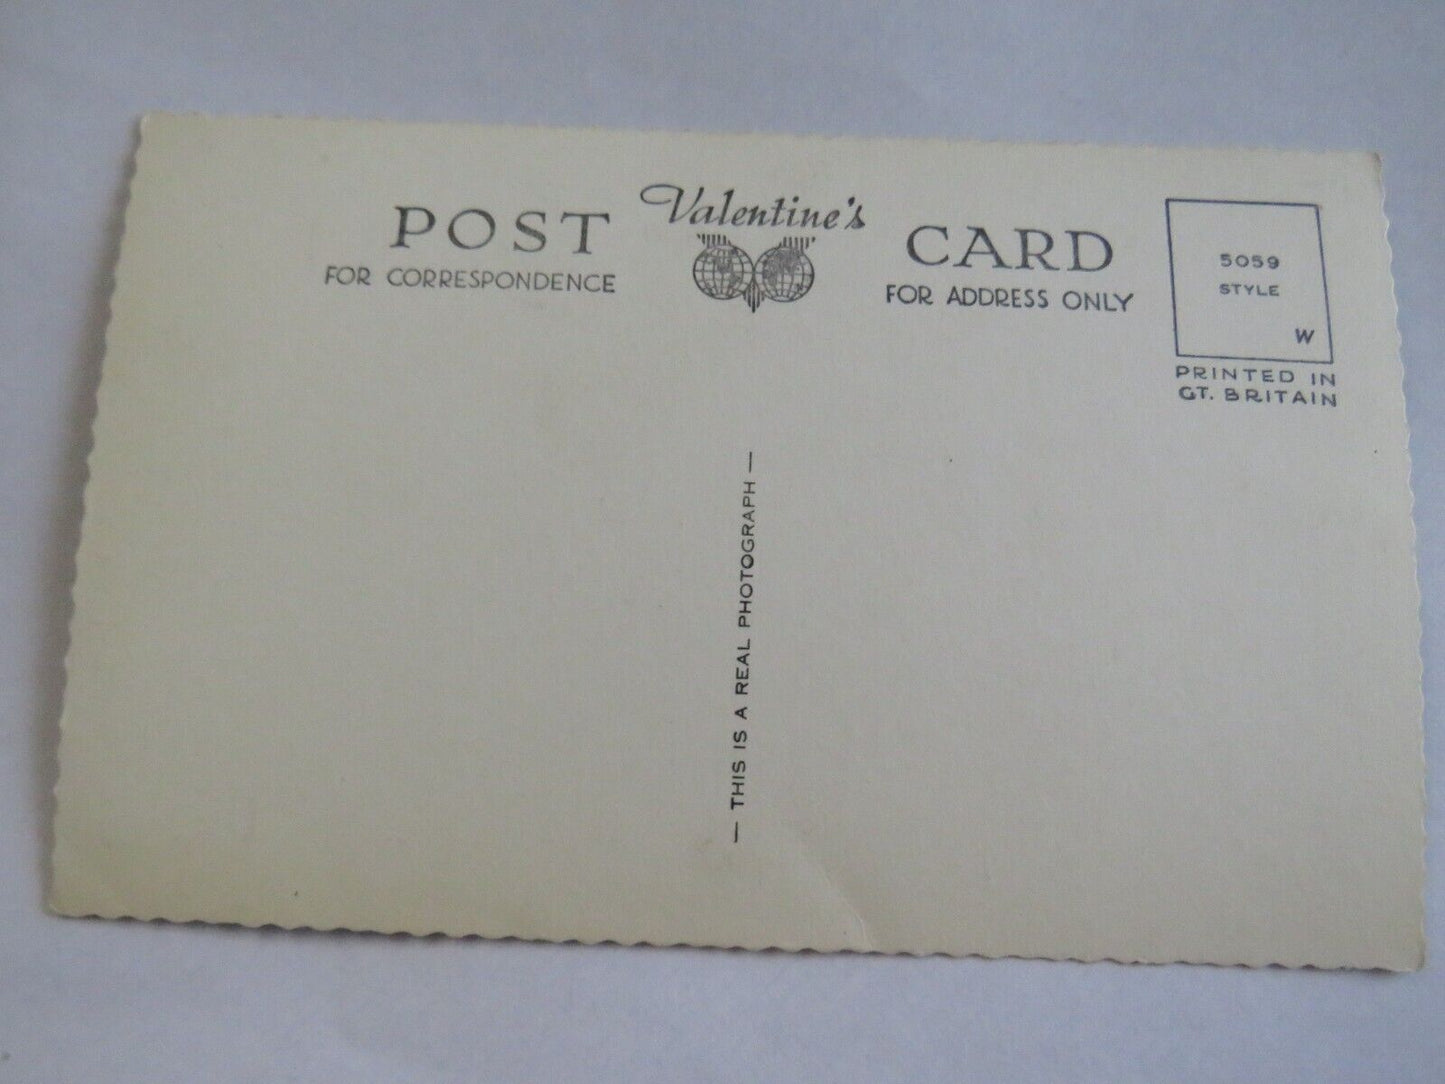 Valentine's
POST CARD
FOR CORRESPONDENCE
FOR ADDRESS ONLY
5059
STYLE
W
PRINTED IN
GT. BRITAIN
— THIS IS A REAL PHOTOGRAPH —